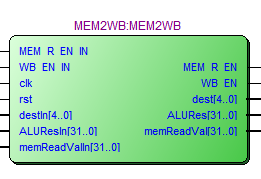 MEM2WB:MEM2WB
MEM R EN IN
WB EN IN
MEM R EN
clk
WB EN
rst
dest[4..0]
destIn[4..0]
ALURes[31..0]
ALUResIn[31..0]
memReadVal[31..0]
memReadValIn[31..0]